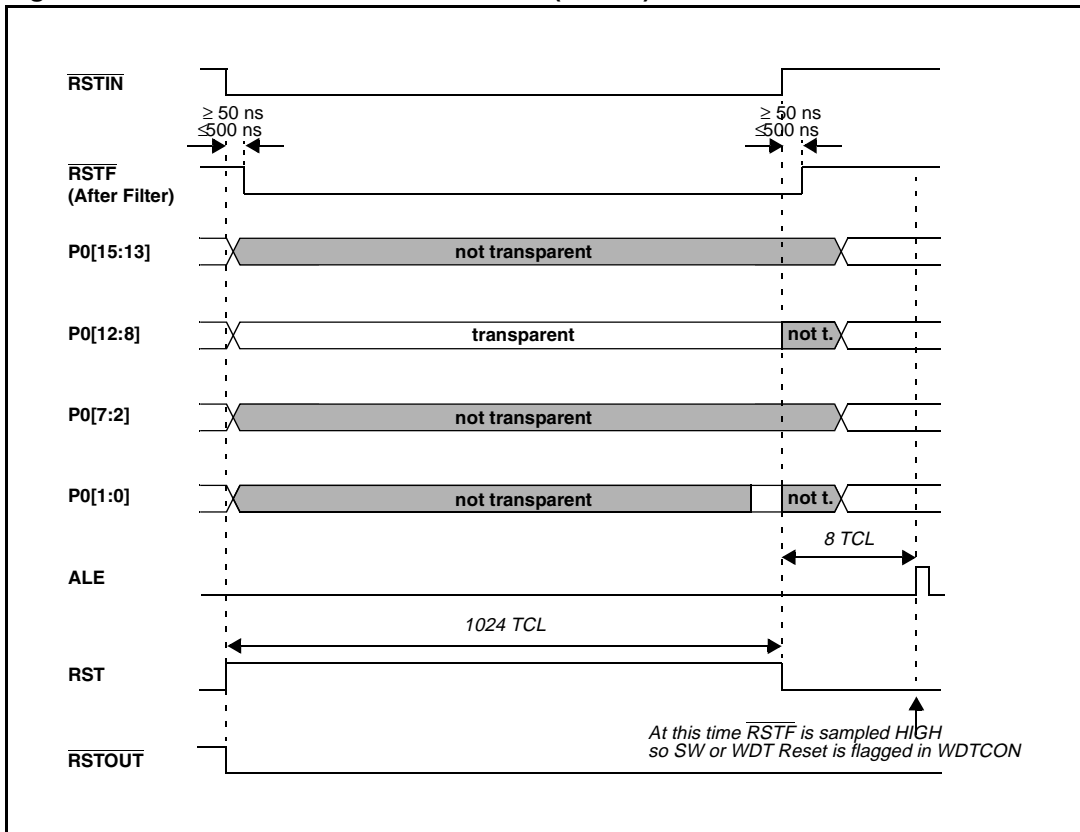 RSTIN
≥ 50 ns
≤500 ns
≥ 50 ns
≤500 ns
RSTF
(After Filter)
P0[15:13]
not transparent
P0[12:8]
transparent
not t.
P0[7:2]
not transparent
P0[1:0]
not transparent
not t.
8 TCL
ALE
1024 TCL
RST
At this time RSTF is sampled HIGH
so SW or WDT Reset is flagged in WDTCON
RSTOUT